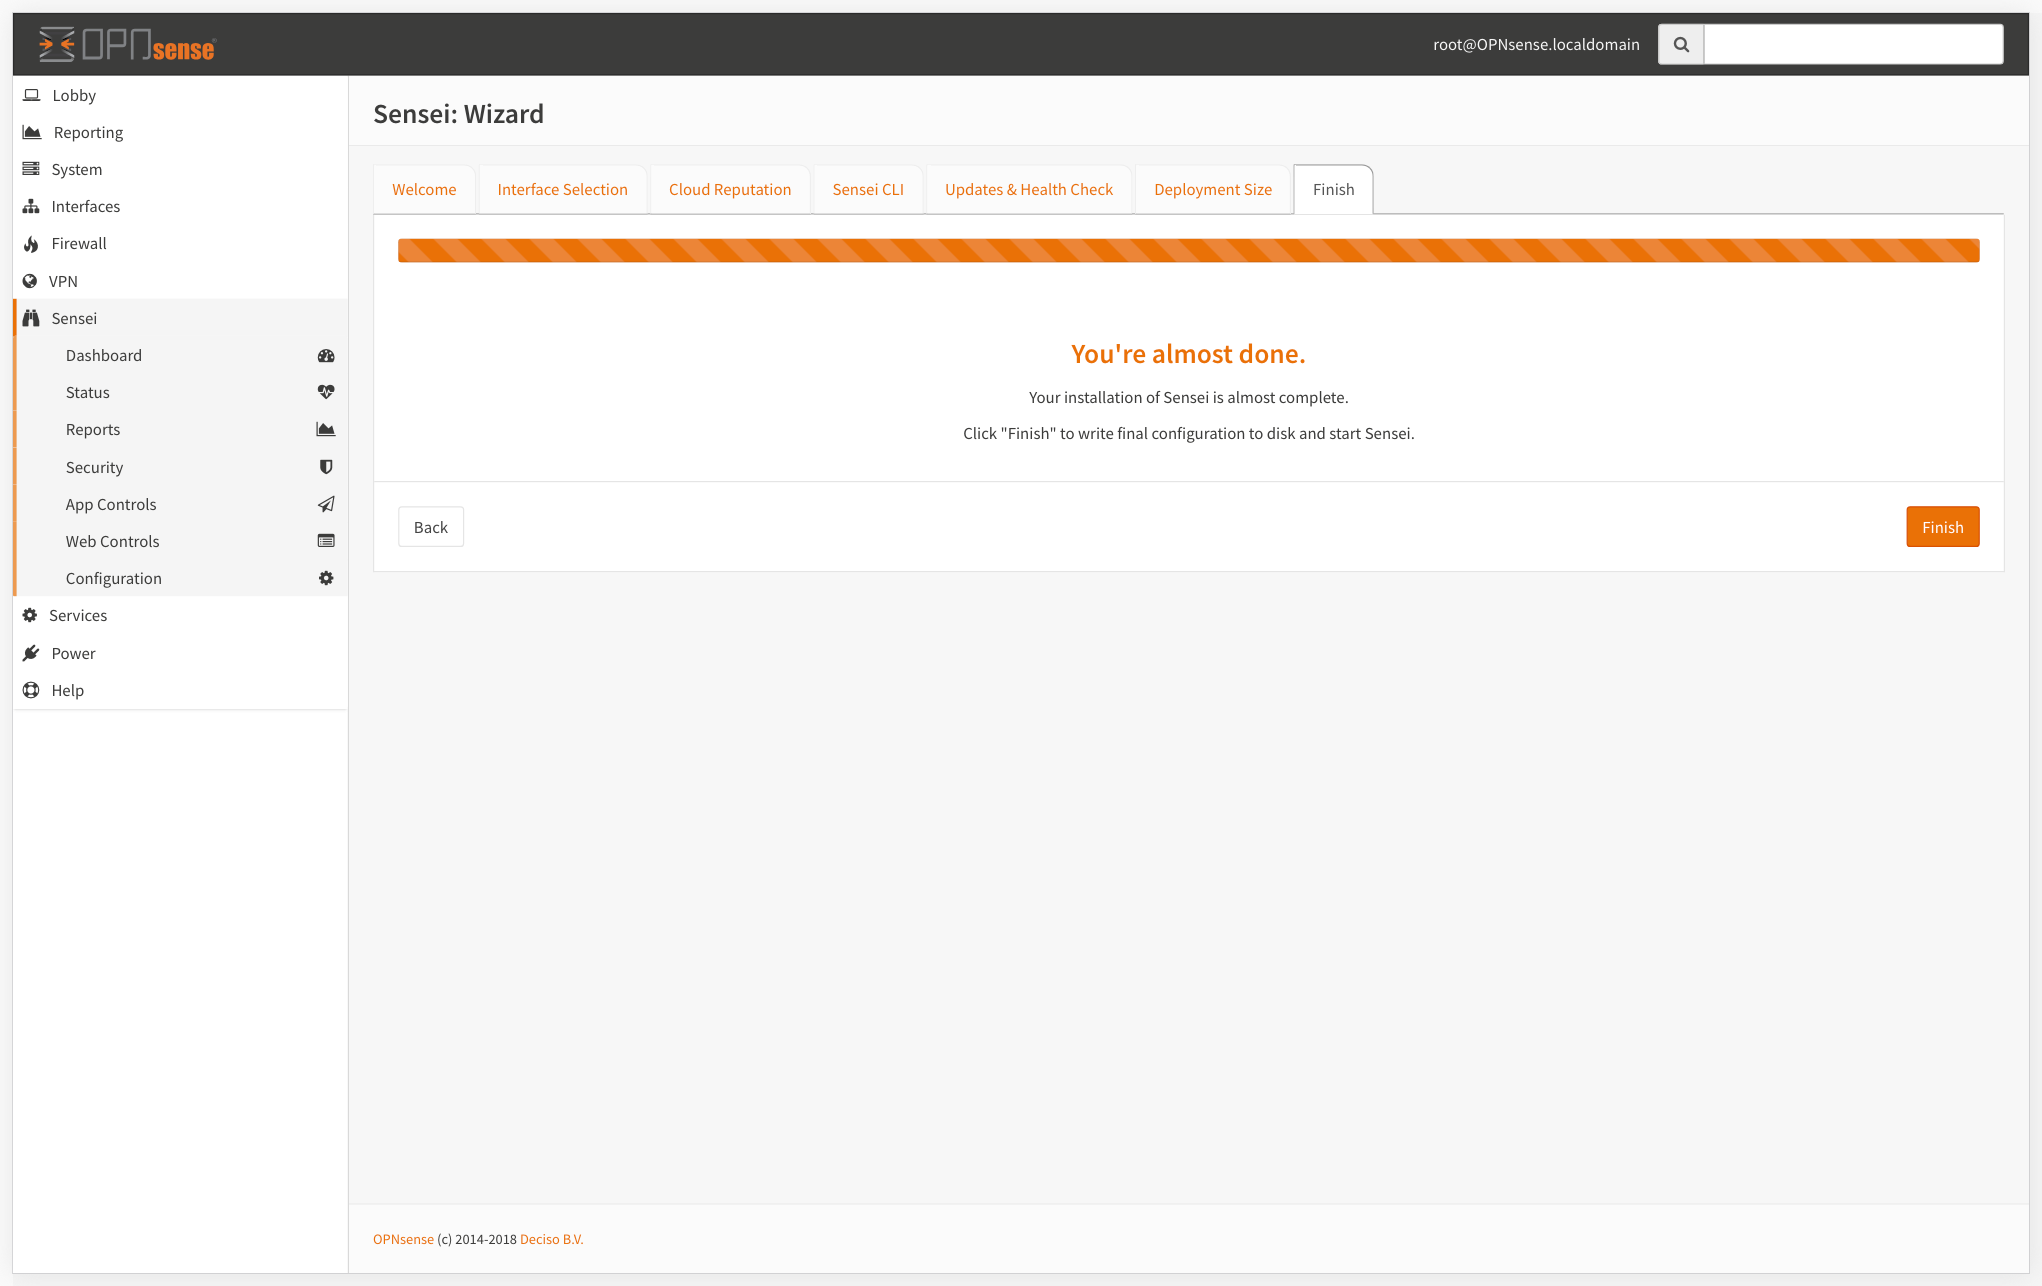 OPNsense
root@OPNsense.localdomain
Lobby
Reporting
System
Interfaces
Firewall
VPN
Sensei
Dashboard
Status
Reports
Security
App Controls
Web Controls
Configuration
Services
Power
Help
Sensei: Wizard
Welcome Interface Selection Cloud Reputation Sensei CLI Updates & Health Check Deployment Size Finish
You're almost done.
Your installation of Sensei is almost complete.
Click "Finish" to write final configuration to disk and start Sensei.
Back Finish
OPNsense (c) 2014-2018 Deciso B.V.